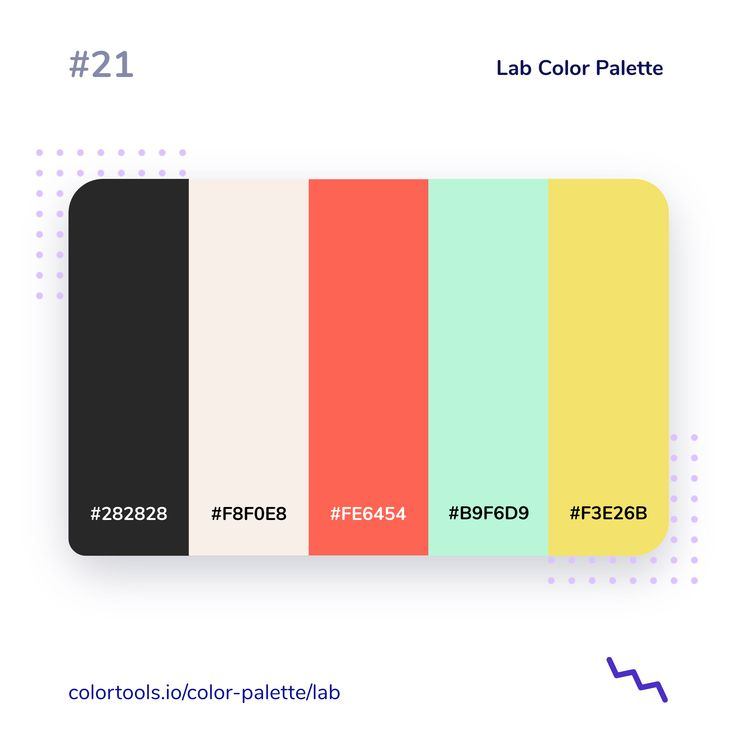 #21
Lab Color Palette
#282828
#F8F0E8
#FE6454
#B9F6D9
#F3E26B
colortools.io/color-palette/lab